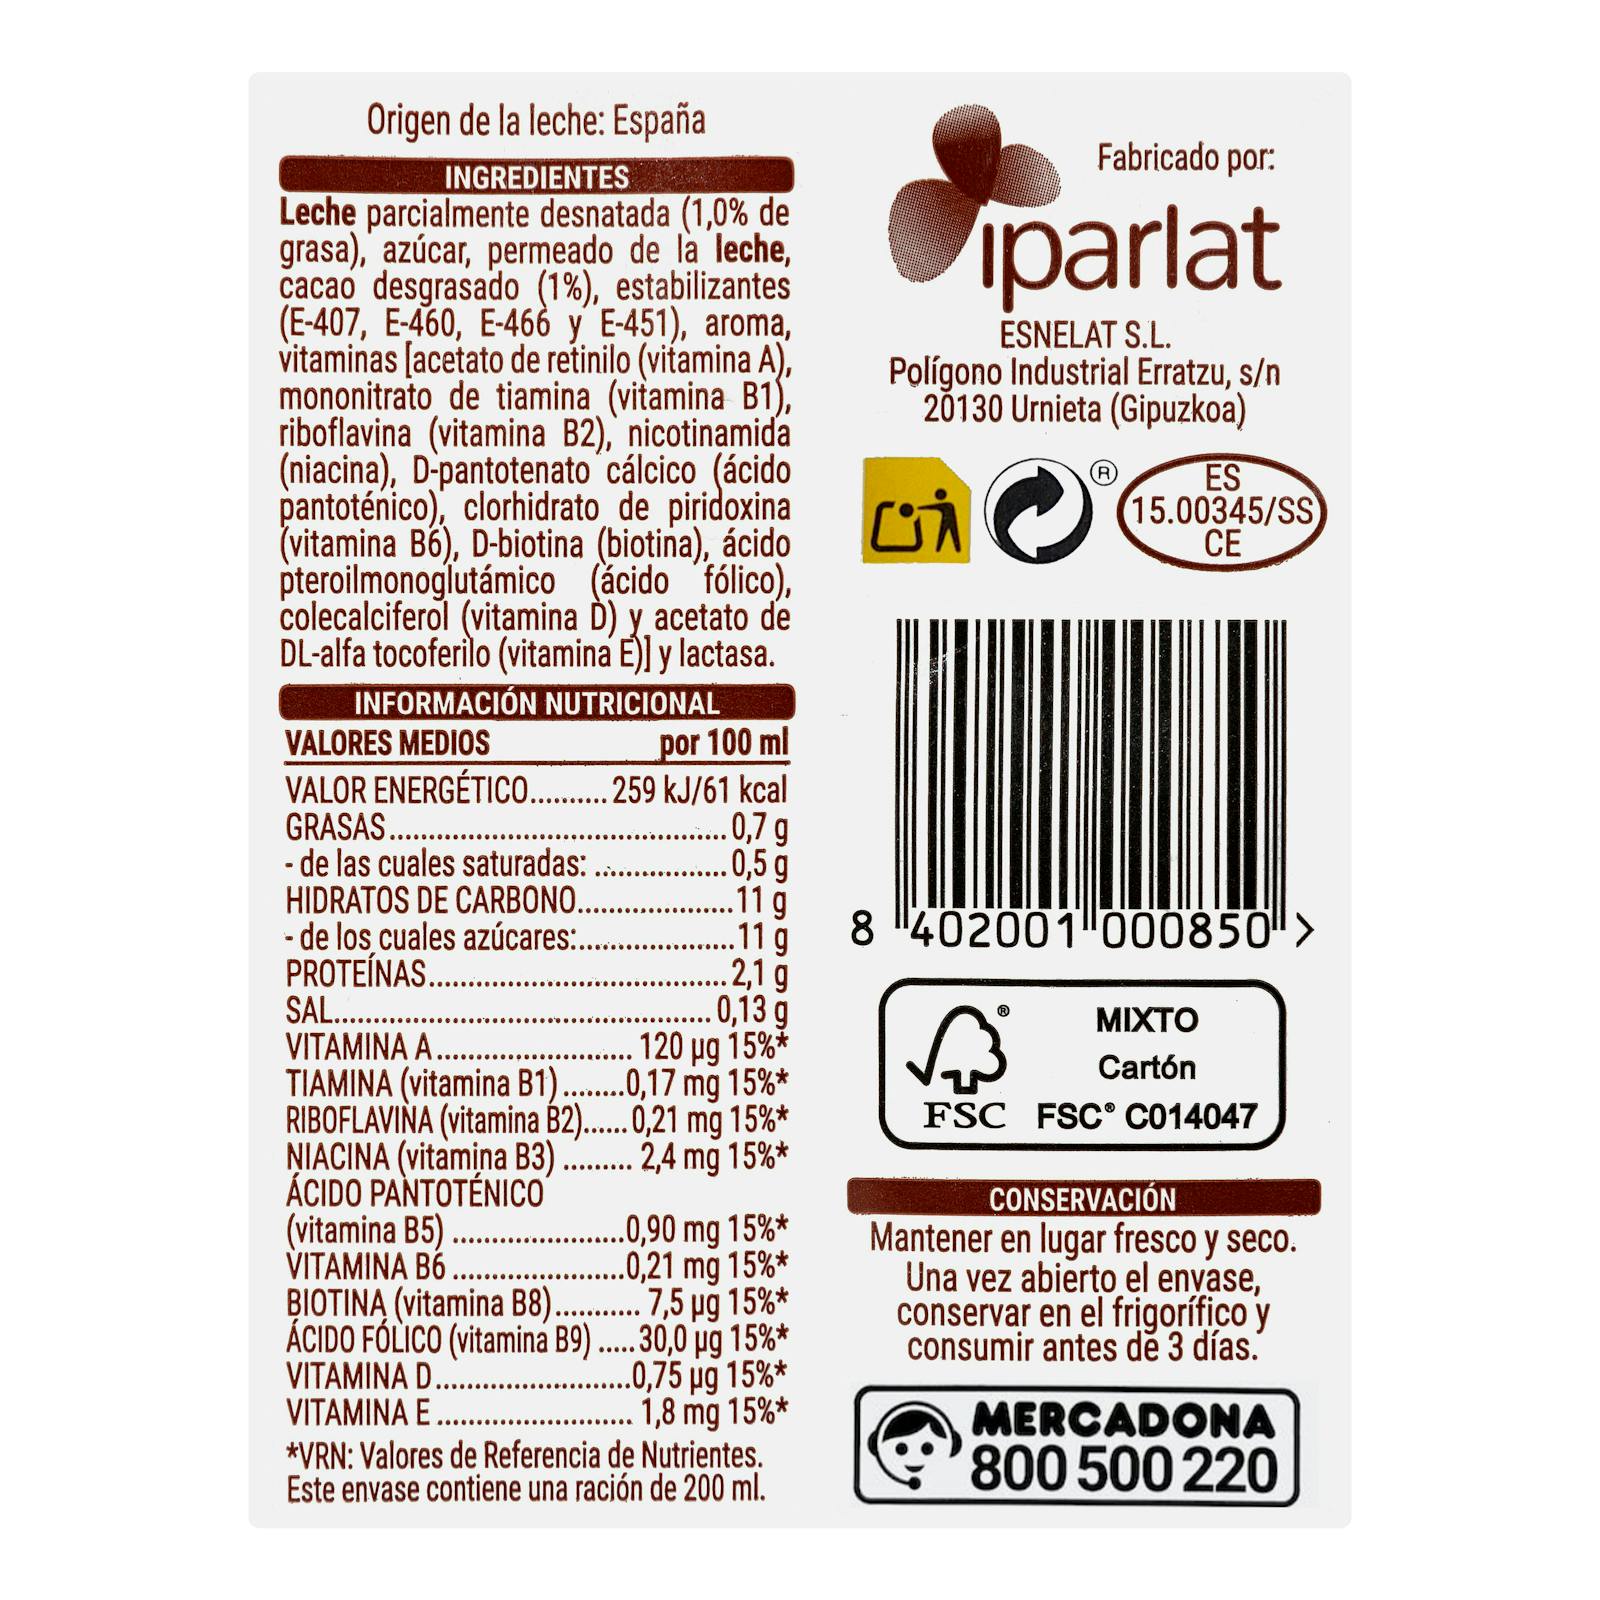 Origen de la leche: España
INGREDIENTES
Leche parcialmente desnatada (1,0% de
grasa), azúcar, permeado de la leche,
cacao desgrasado (1%), estabilizantes
(E-407, E-460, E-466 y E-451), aroma,
vitaminas [acetato de retinilo (vitamina A),
mononitrato de tiamina (vitamina B1),
riboflavina (vitamina B2), nicotinamida
(niacina), D-pantotenato cálcico (ácido
pantoténico), clorhidrato de piridoxina
(vitamina B6), D-biotina (biotina), ácido
pteroilmonoglutámico (ácido fólico),
colecalciferol (vitamina D) y acetato de
DL-alfa tocoferilo (vitamina E)] y lactasa.
INFORMACIÓN NUTRICIONAL
VALORES MEDIOS por 100 ml
VALOR ENERGÉTICO.......... 259 kJ/61 kcal
GRASAS.......................................... 0,7 g
- de las cuales saturadas: ................. 0,5 g
HIDRATOS DE CARBONO.................... 11 g
- de los cuales azúcares:.................... 11 g
PROTEÍNAS...................................... 2,1 g
SAL................................................ 0,13 g
VITAMINA A......................... 120 µg 15%*
TIAMINA (vitamina B1) ........0,17 mg 15%*
RIBOFLAVINA (vitamina B2)......0,21 mg 15%*
NIACINA (vitamina B3) ......... 2,4 mg 15%*
ÁCIDO PANTOTÉNICO
(vitamina B5) ......................0,90 mg 15%*
VITAMINA B6 ......................0,21 mg 15%*
BIOTINA (vitamina B8)........... 7,5 µg 15%*
ÁCIDO FÓLICO (vitamina B9) .....30,0 µg 15%*
VITAMINA D.........................0,75 µg 15%*
VITAMINA E ......................... 1,8 mg 15%*
*VRN: Valores de Referencia de Nutrientes.
Este envase contiene una ración de 200 ml.
Fabricado por:
iparlat
ESNELAT S.L.
Polígono Industrial Erratzu, s/n
20130 Urnieta (Gipuzkoa)
®
ES
15.00345/SS
CE
8 402001 000850 >
®
MIXTO
Cartón
FSC FSC® C014047
CONSERVACIÓN
Mantener en lugar fresco y seco.
Una vez abierto el envase,
conservar en el frigorífico y
consumir antes de 3 días.
MERCADONA
800 500 220